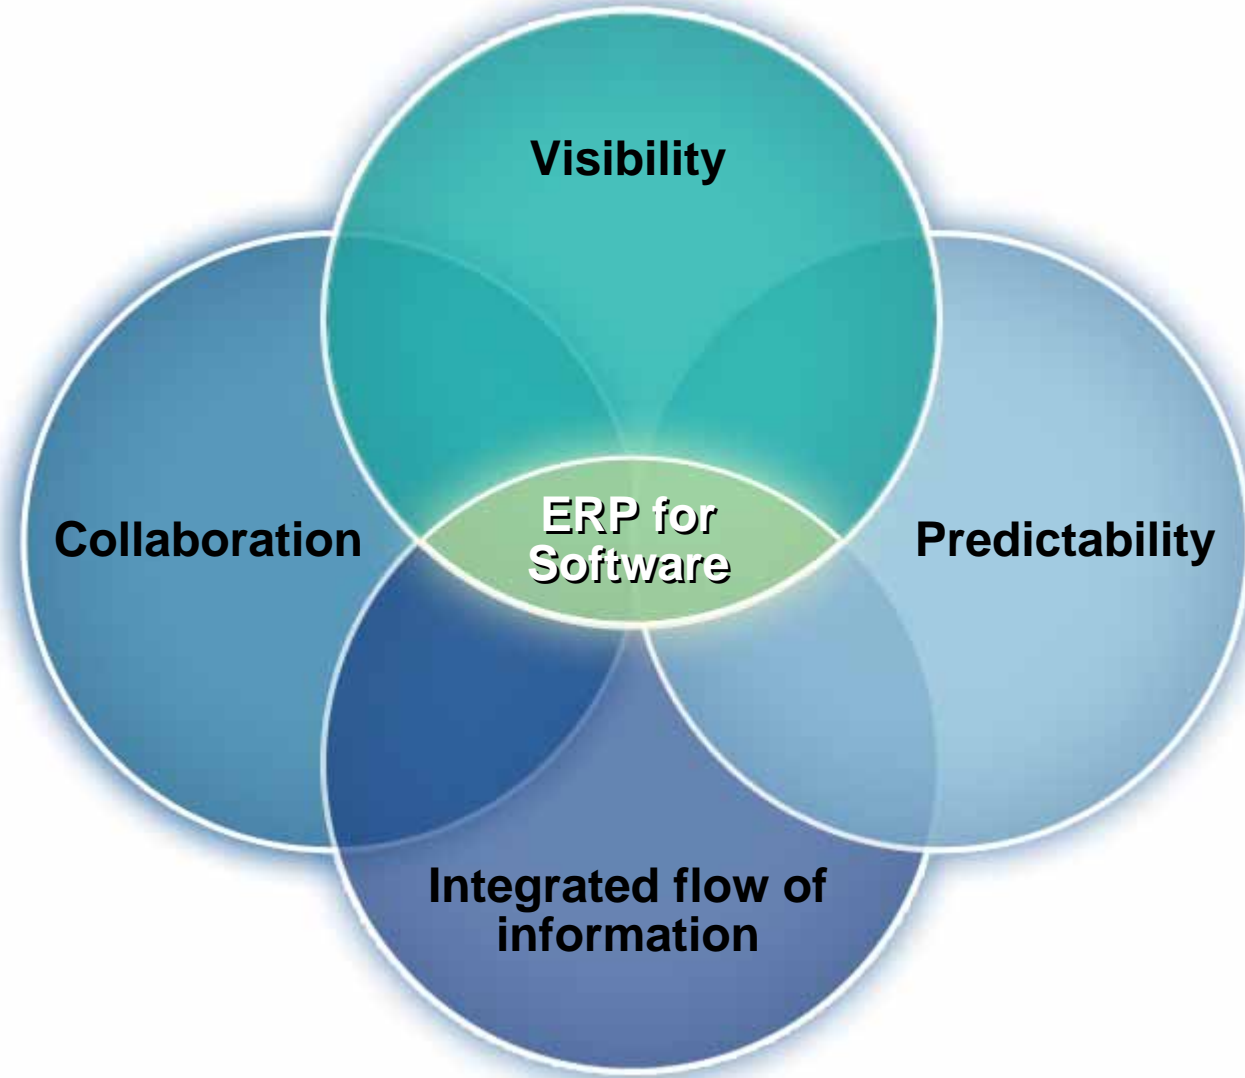 Visibility
Collaboration
ERP for
Software
Predictability
Integrated flow of
information